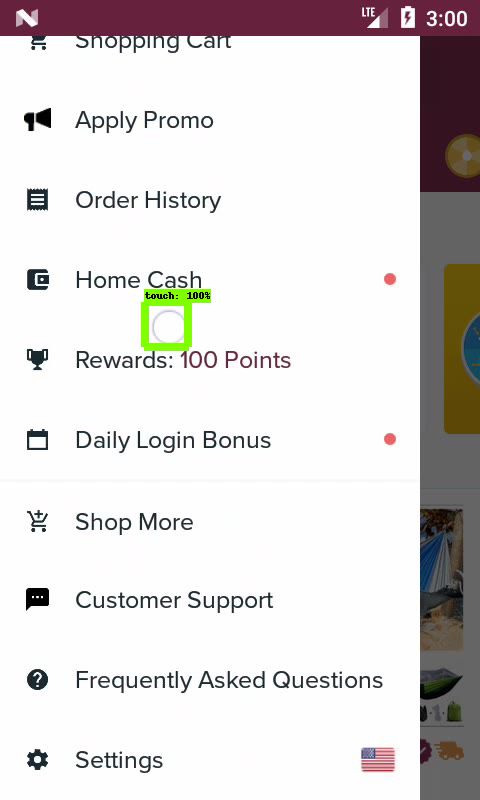 LTE
3:00
Shopping Cart
Apply Promo
Order History
Home Cash
touch: 100%
Rewards: 100 Points
Daily Login Bonus
Shop More
Customer Support
Frequently Asked Questions
Settings